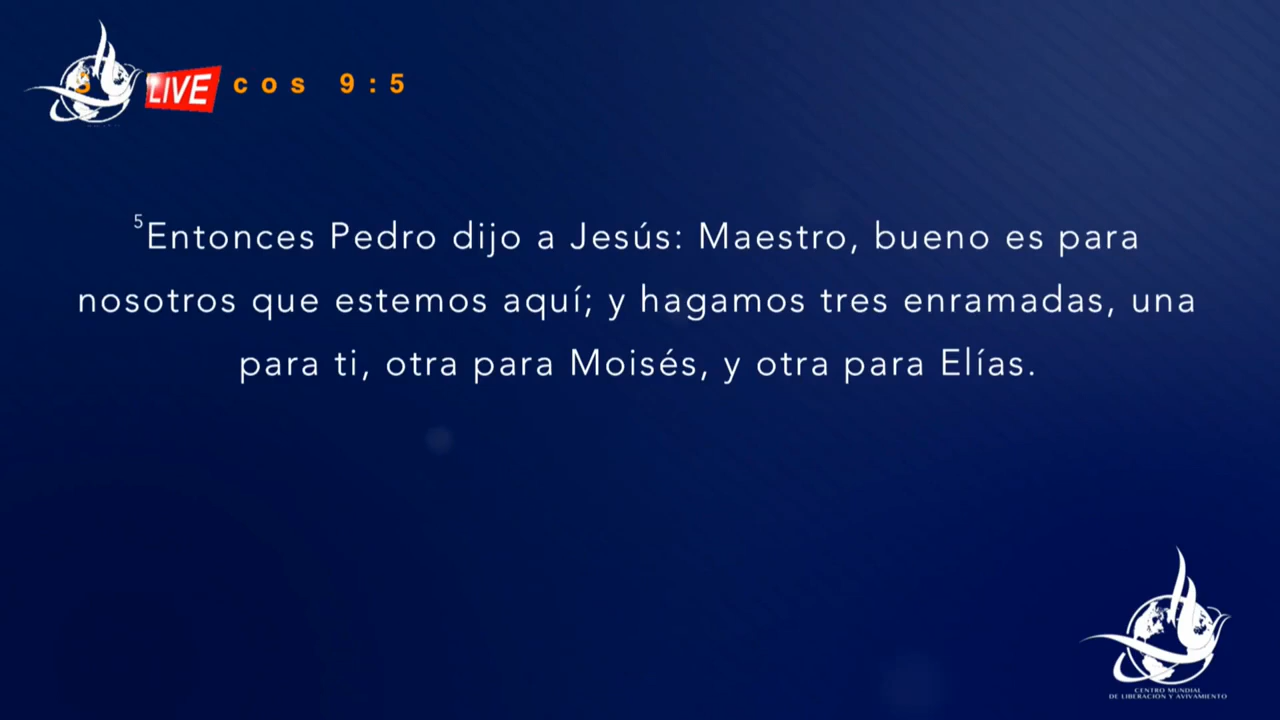 LIVE
cos 9:5
⁵Entonces Pedro dijo a Jesús: Maestro, bueno es para
nosotros que estemos aquí; y hagamos tres enramadas, una
para ti, otra para Moisés, y otra para Elías.
CENTRO MUNDIAL
DE LIBERACIÓN Y AVIVAMIENTO